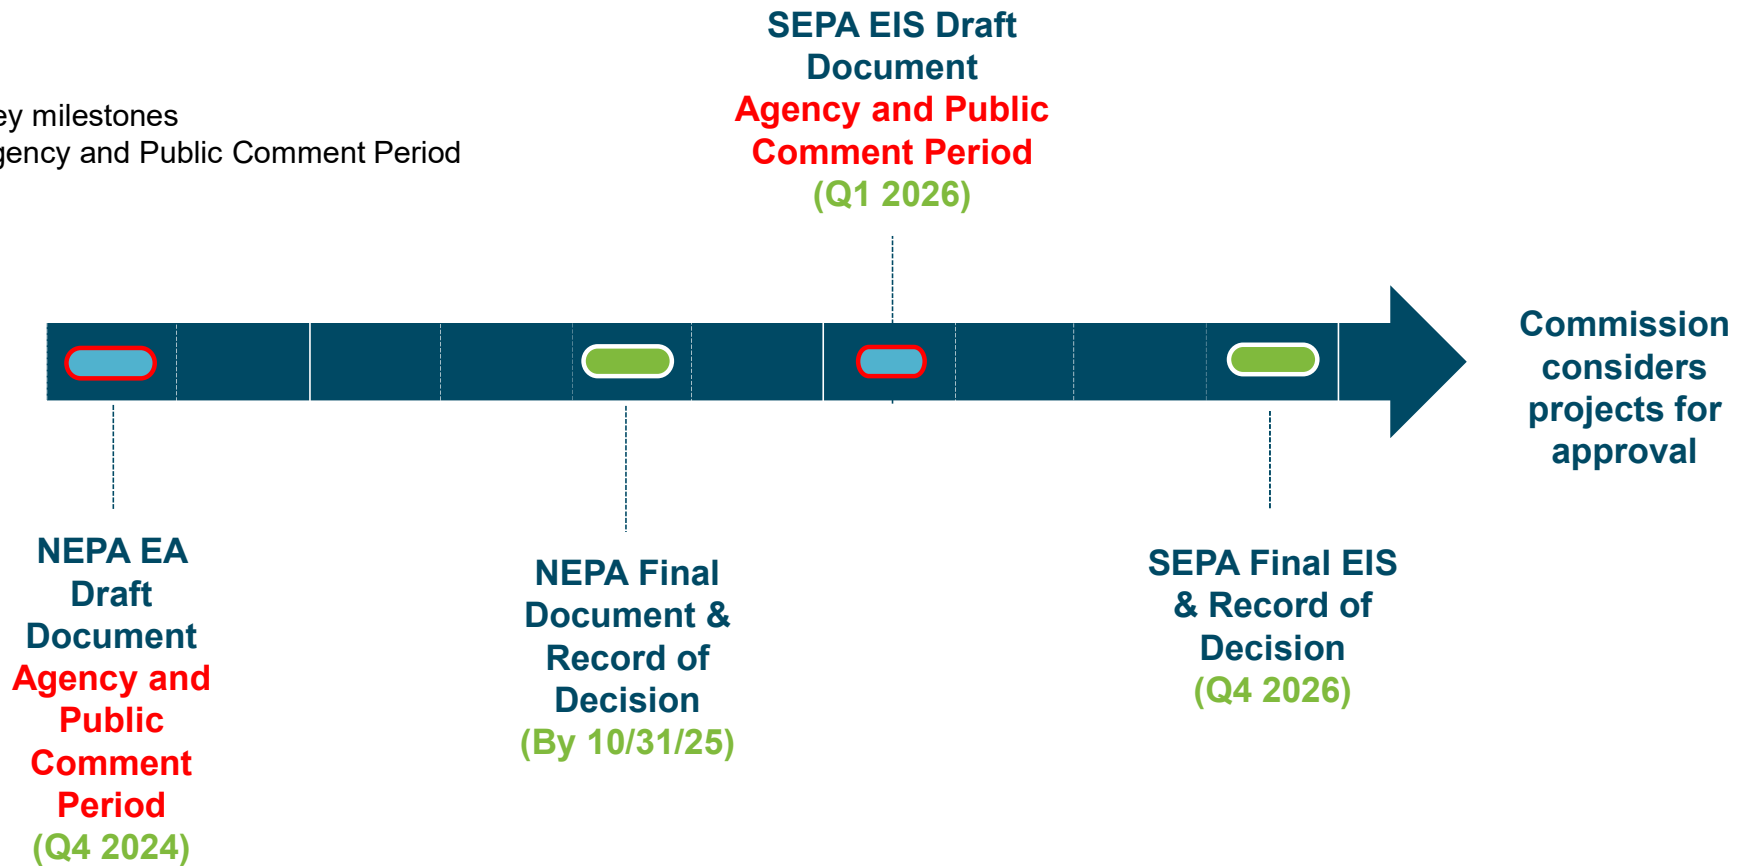 SEPA EIS Draft
Document
Agency and Public
Comment Period
(Q1 2026)
ey milestones
gency and Public Comment Period
Commission
considers
projects for
approval
NEPA EA
Draft
Document
Agency and
Public
Comment
Period
(Q4 2024)
NEPA Final
Document &
Record of
Decision
(By 10/31/25)
SEPA Final EIS
& Record of
Decision
(Q4 2026)